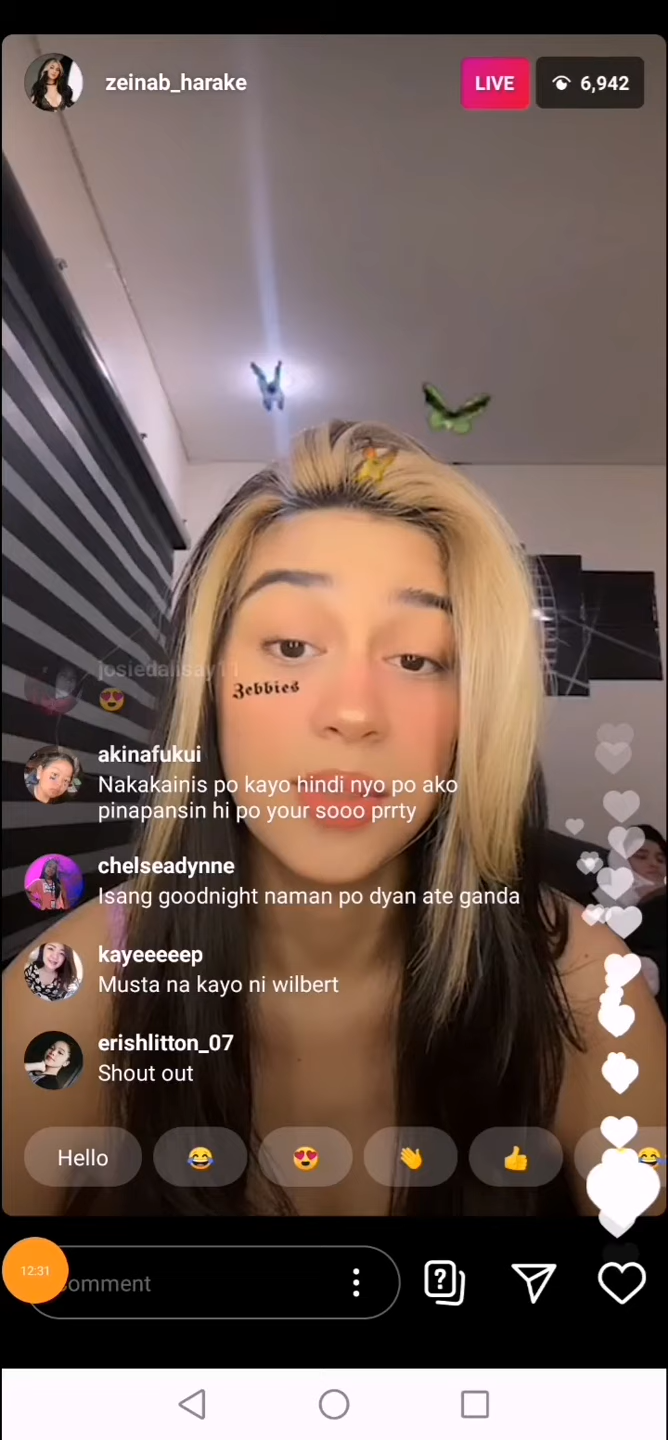 zeinab_harake
LIVE
6,942
Zebbies
josiedalisay11
😍
akinafukui
Nakakainis po kayo hindi nyo po ako
pinapansin hi po your sooo prrty
chelseadynne
Isang goodnight naman po dyan ate ganda
kayeeeeep
Musta na kayo ni wilbert
erishlitton_07
Shout out
Hello 😂 😍 👋 👍 😂
12:31
omment